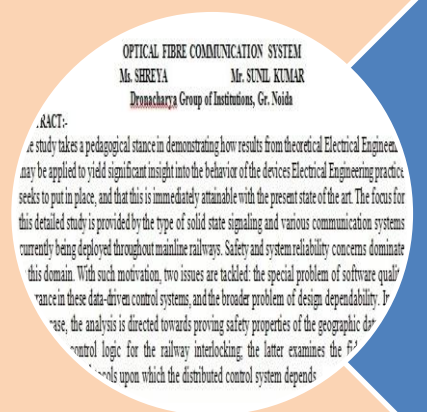 OPTICAL FIBRE COMMUNICATION SYSTEM
Ms. SHREYA Mr. SUNIL KUMAR
Dronacharya Group of Institutions, Gr. Noida
RACT:-
study takes a pedagogical stance in demonstrating how results from theoretical Electrical
may be applied to yield significant insight into the behavior of the devices Electrical Engineering practice
seeks to put in place, and that this is immediately attainable with the present state of the art. The focus for
this detailed study is provided by the type of solid state signaling and various communication systems
currently being deployed throughout mainline railways. Safety and system reliability concerns dominate
this domain. With such motivation, two issues are tackled: the special problem of software
in these data-driven control systems, and the broader problem of design dependability.
the analysis is directed towards proving safety properties of the geographic
control logic for the railway interlocking; the latter examines the
upon which the distributed control system depends